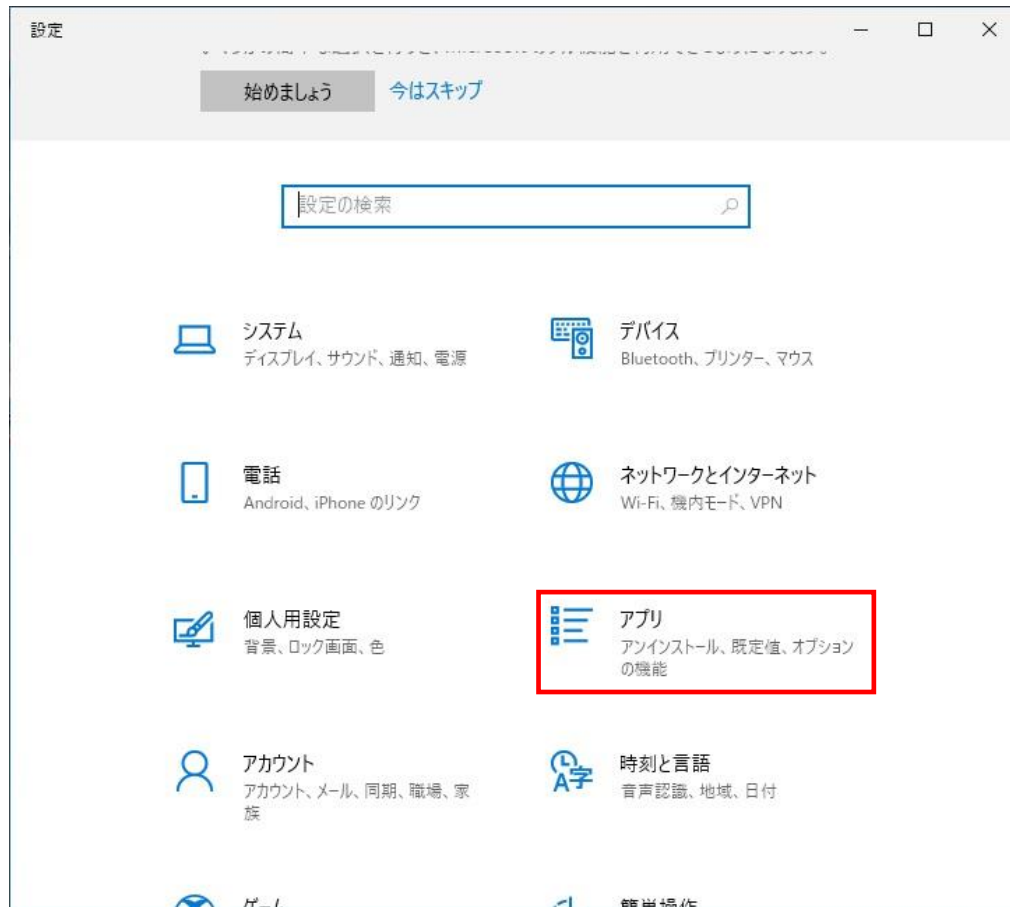 設定
始めましょう 今はスキップ
設定の検索
システム
ディスプレイ、サウンド、通知、電源
デバイス
Bluetooth、プリンター、マウス
電話
Android、iPhone のリンク
ネットワークとインターネット
Wi-Fi、機内モード、VPN
個人用設定
背景、ロック画面、色
アプリ
アンインストール、既定値、オプション
の機能
アカウント
アカウント、メール、同期、職場、家
族
時刻と言語
音声認識、地域、日付
ゲーム
簡単操作